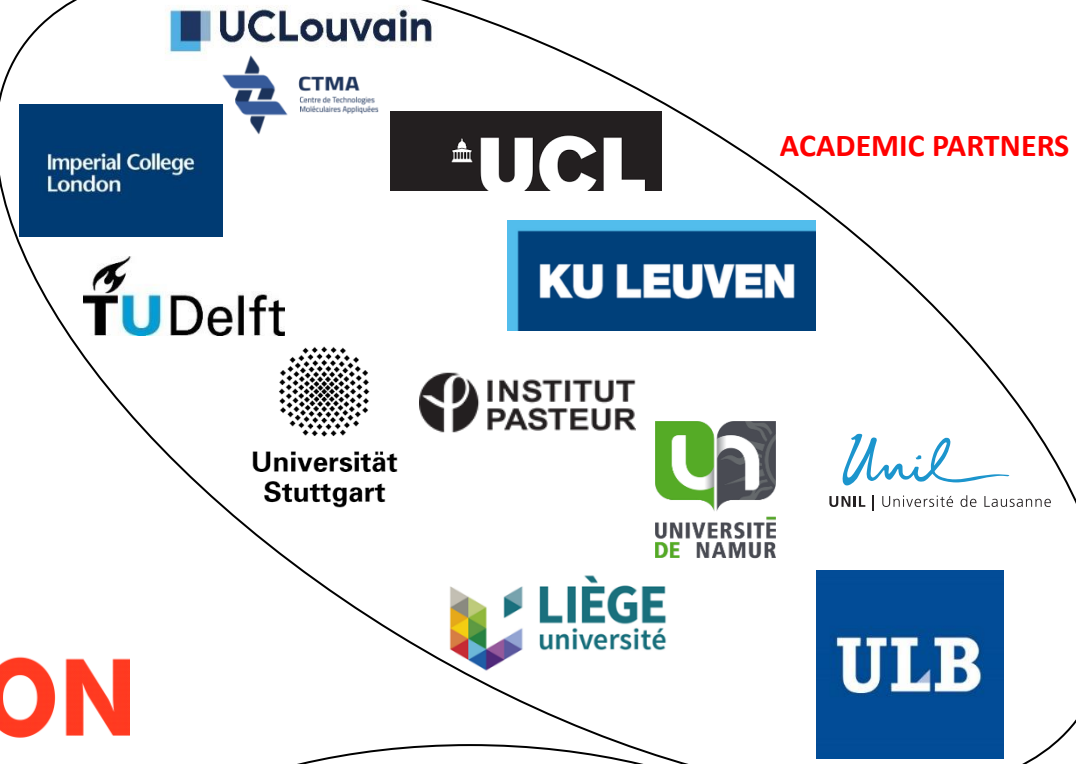 UCLouvain
CTMA
Centre de Technologies
Moléculaires Appliquées
Imperial College
London
UCL
ACADEMIC PARTNERS
KU LEUVEN
TUDelft
INSTITUT
PASTEUR
Universität
Stuttgart
Unil
UNIL | Université de Lausanne
UNIVERSITÉ
DE NAMUR
LIÈGE
université
ULB
ON